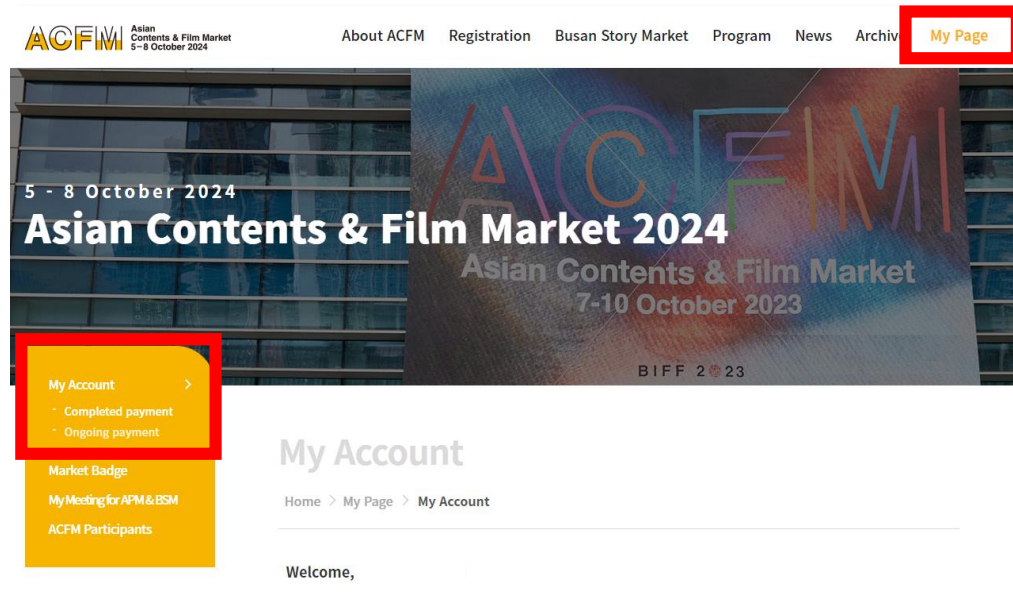 ACFM
Asian
Contents & Film Market
5–8 October 2024
About ACFM Registration Busan Story Market Program News Archiv My Page
ACFM
5 - 8 October 2024
Asian Contents & Film Market 2024
Asian Contents & Film Market
7-10 October 2023
BIFF 2023
My Account >
- Completed payment
- Ongoing payment
Market Badge
My Meeting for APM & BSM
ACFM Participants
My Account
Home > My Page > My Account
Welcome,